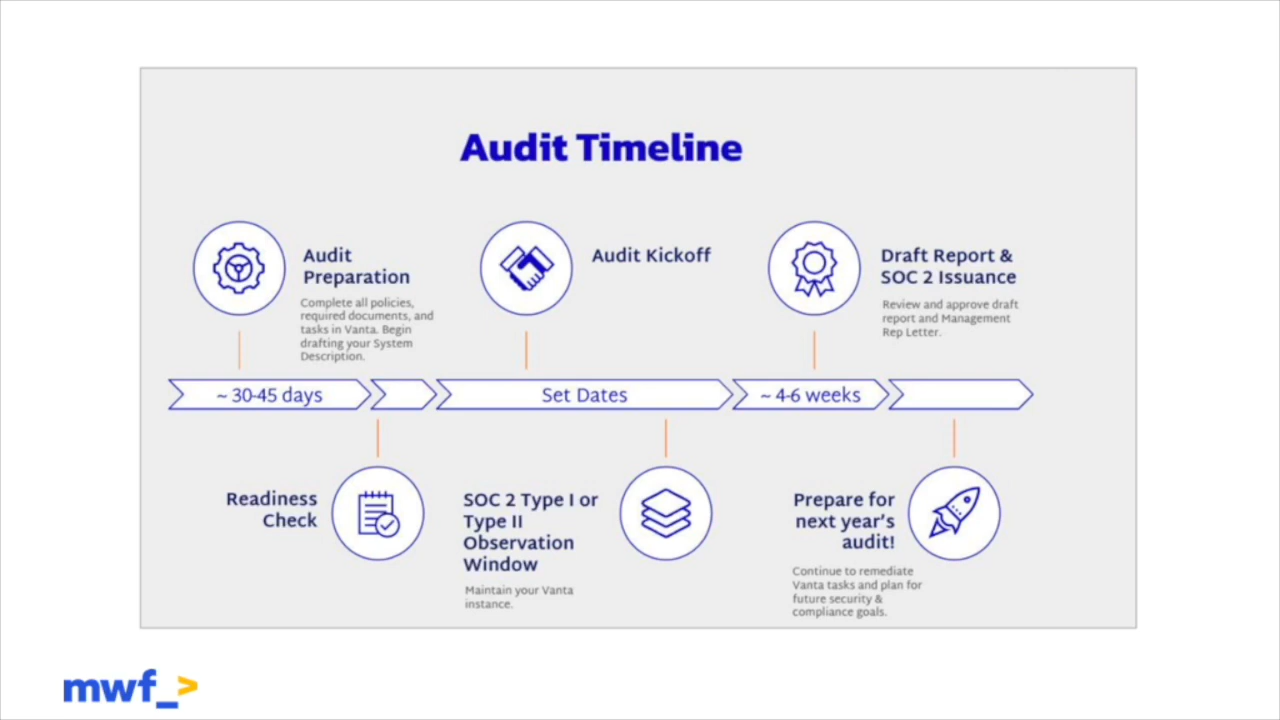 Audit Timeline
Audit
Preparation
Complete all policies,
required documents, and
tasks in Vanta. Begin
drafting your System
Description.
Audit Kickoff
Draft Report &
SOC 2 Issuance
Review and approve draft
report and Management
Rep Letter.
~ 30-45 days
Set Dates
~ 4-6 weeks
Readiness
Check
SOC 2 Type I or
Type II
Observation
Window
Maintain your Vanta
instance.
Prepare for
next year's
audit!
Continue to remediate
Vanta tasks and plan for
future security &
compliance goals.
mwf_>